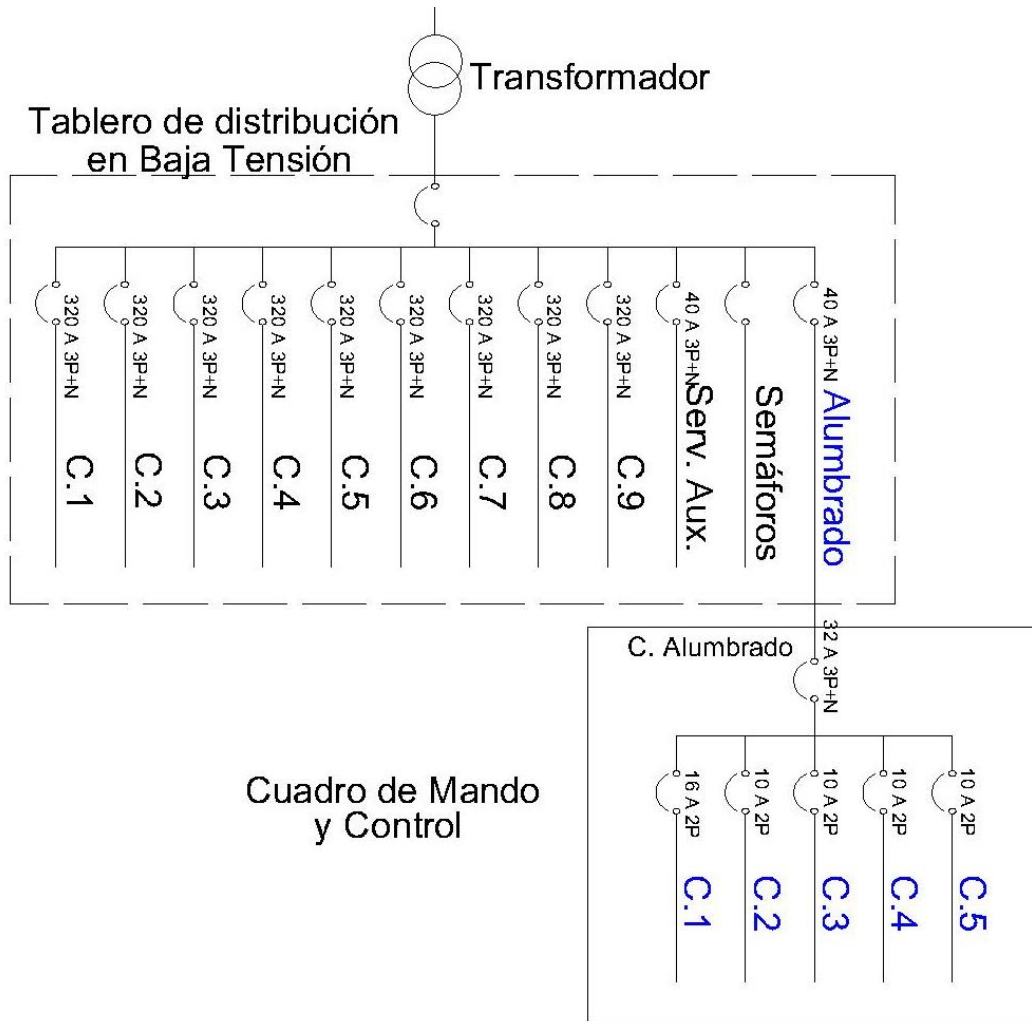 Transformador
Tablero de distribución
en Baja Tensión
320 A 3P+N
320 A 3P+N
320 A 3P+N
320 A 3P+N
320 A 3P+N
320 A 3P+N
320 A 3P+N
320 A 3P+N
320 A 3P+N
40 A 3P+N
40 A 3P+N
C.1
C.2
C.3
C.4
C.5
C.6
C.7
C.8
C.9
Serv. Aux.
Semáforos
Alumbrado
C. Alumbrado
32 A 3P+N
Cuadro de Mando
y Control
16 A 2P
10 A 2P
10 A 2P
10 A 2P
10 A 2P
C.1
C.2
C.3
C.4
C.5